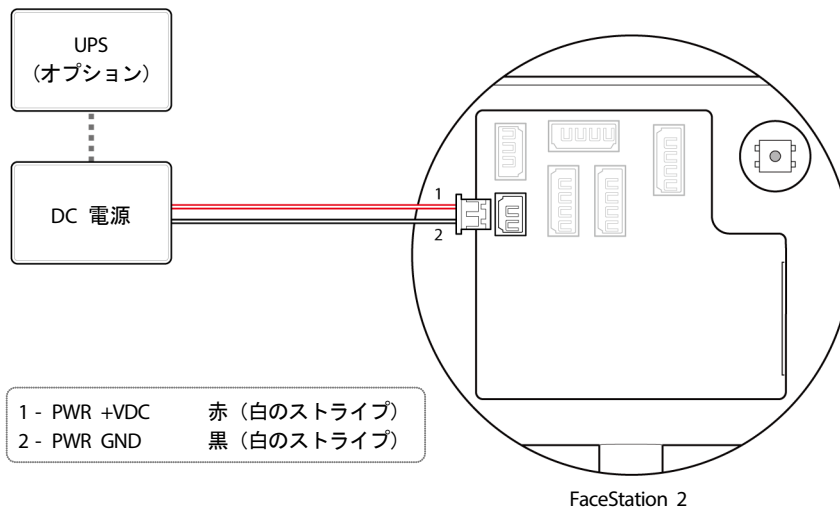 UPS
（オプション）
DC 電源
1
2
1 - PWR +VDC 赤（白のストライプ）
2 - PWR GND 黒（白のストライプ）
FaceStation 2